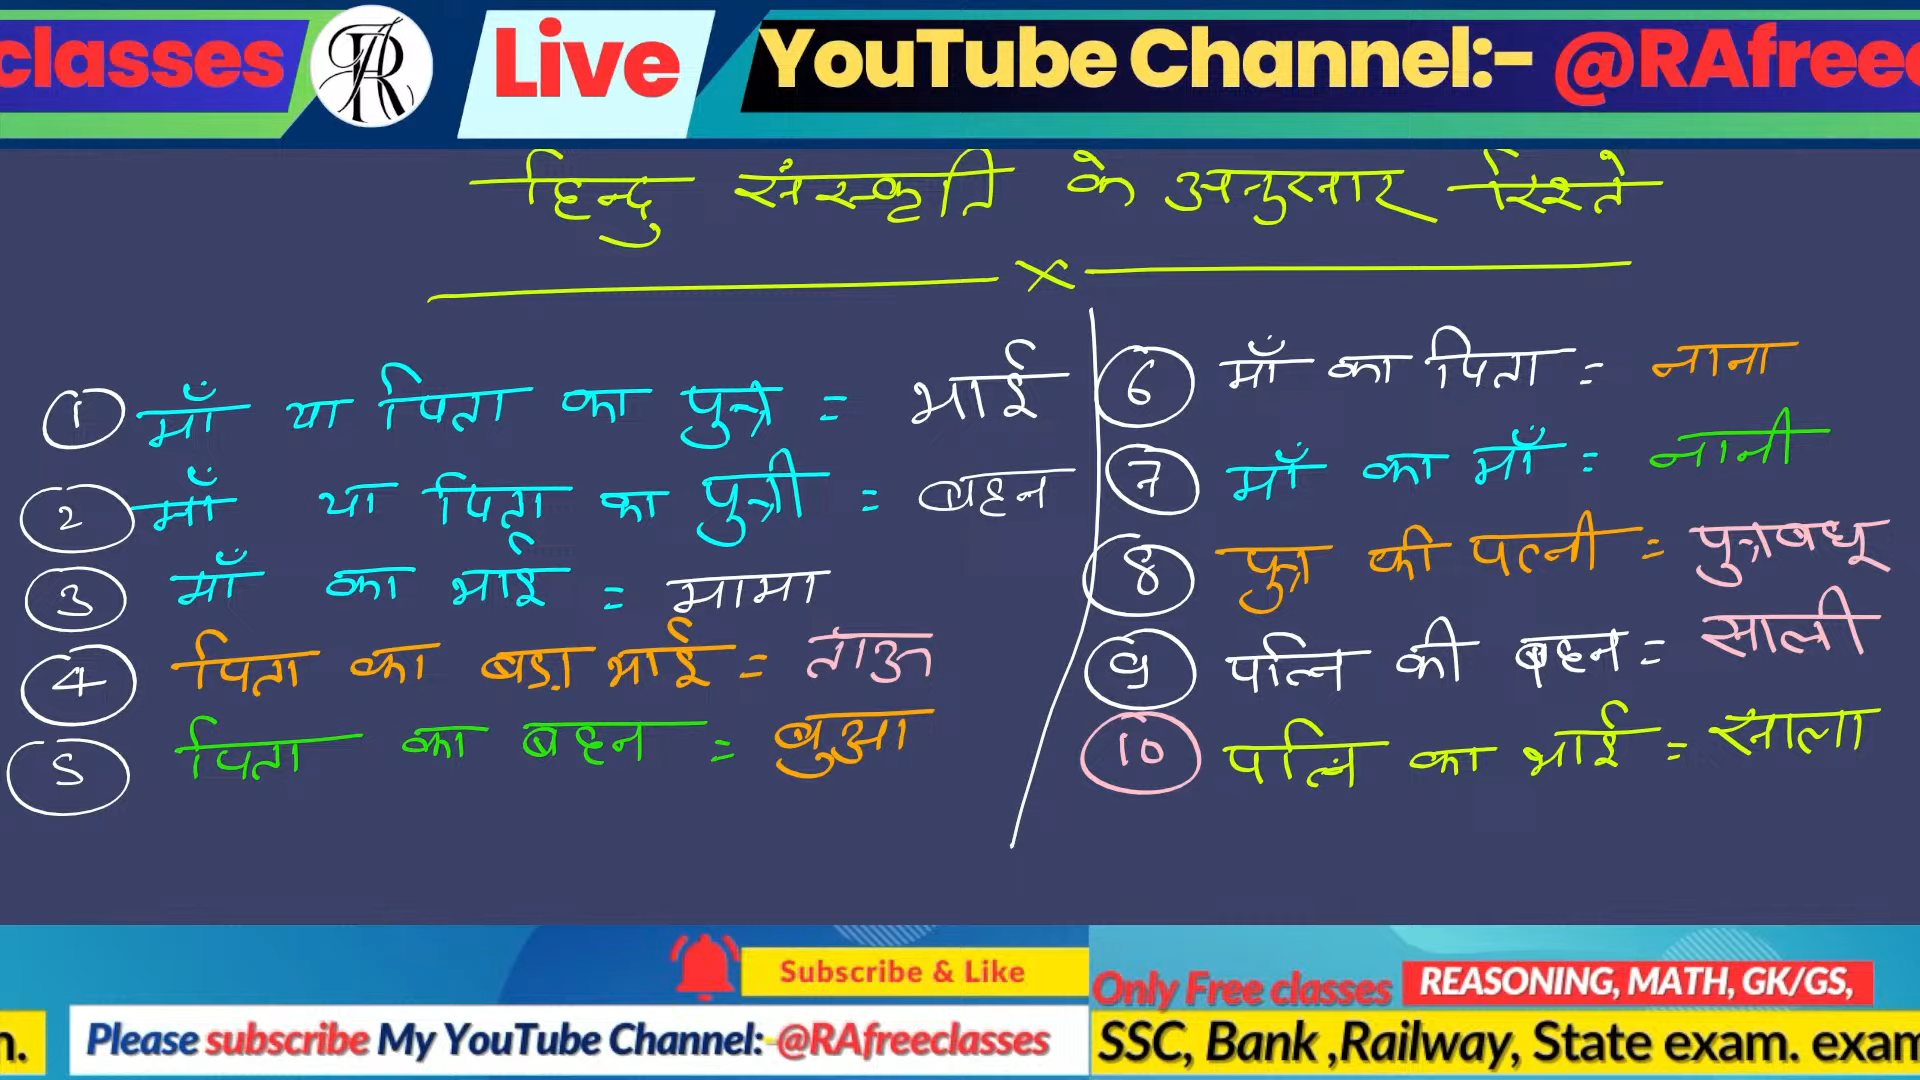 classes
Live
YouTube Channel:- @RAfreec
हिन्दु संस्कृति के अनुसार रिश्ते
x
1 माँ या पिता का पुत्र = भाई
2 माँ या पिता का पुत्री = बहन
3 माँ का भाई = मामा
4 पिता का बड़ा भाई = ताऊ
5 पिता का बहन = बुआ
6 माँ का पिता = नाना
7 माँ का माँ = नानी
8 पुत्र की पत्नी = पुत्रवधू
9 पत्नि की बहन = साली
10 पत्नि का भाई = साला
Subscribe & Like
Only Free classes REASONING, MATH, GK/GS,
n. Please subscribe My YouTube Channel:-@RAfreeclasses
SSC, Bank ,Railway, State exam. exam